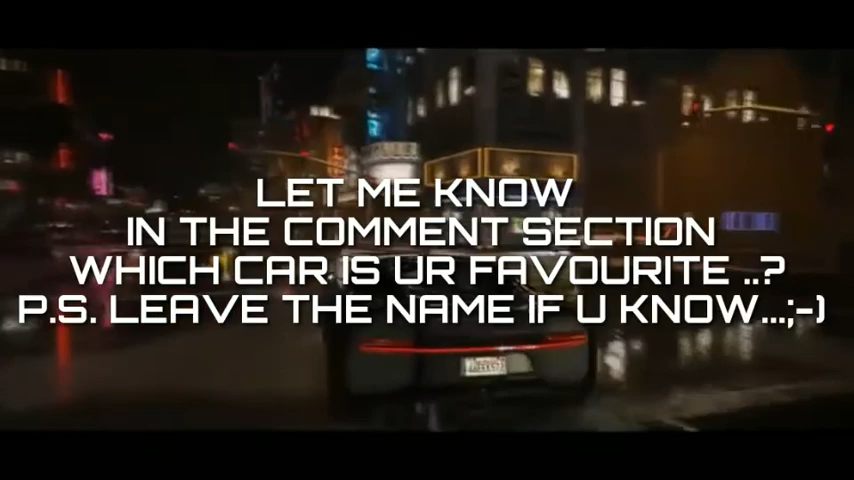 LET ME KNOW
IN THE COMMENT SECTION
WHICH CAR IS UR FAVOURITE ..?
P.S. LEAVE THE NAME IF U KNOW...;-)